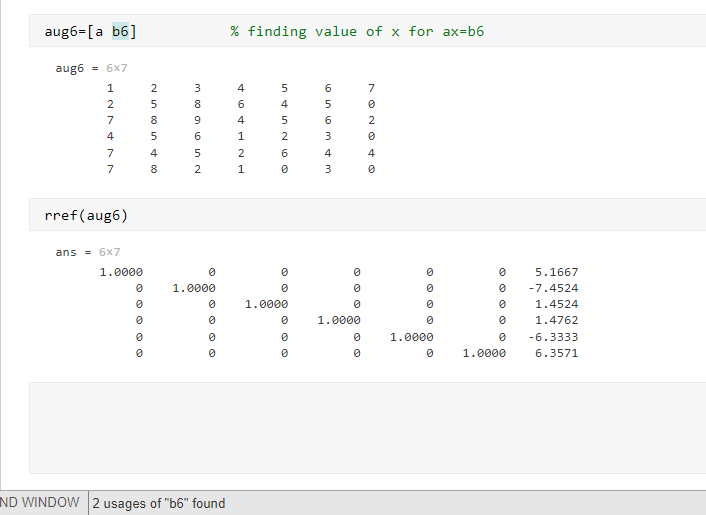 aug6=[a b6] % finding value of x for ax=b6
aug6 = 6×7
1 2 3 4 5 6 7
2 5 8 6 4 5 0
7 8 9 4 5 6 2
4 5 6 1 2 3 0
7 4 5 2 6 4 4
7 8 2 1 0 3 0
rref(aug6)
ans = 6×7
1.0000 0 0 0 0 0 5.1667
0 1.0000 0 0 0 0 -7.4524
0 0 1.0000 0 0 0 1.4524
0 0 0 1.0000 0 0 1.4762
0 0 0 0 1.0000 0 -6.3333
0 0 0 0 0 1.0000 6.3571
ND WINDOW 2 usages of "b6" found